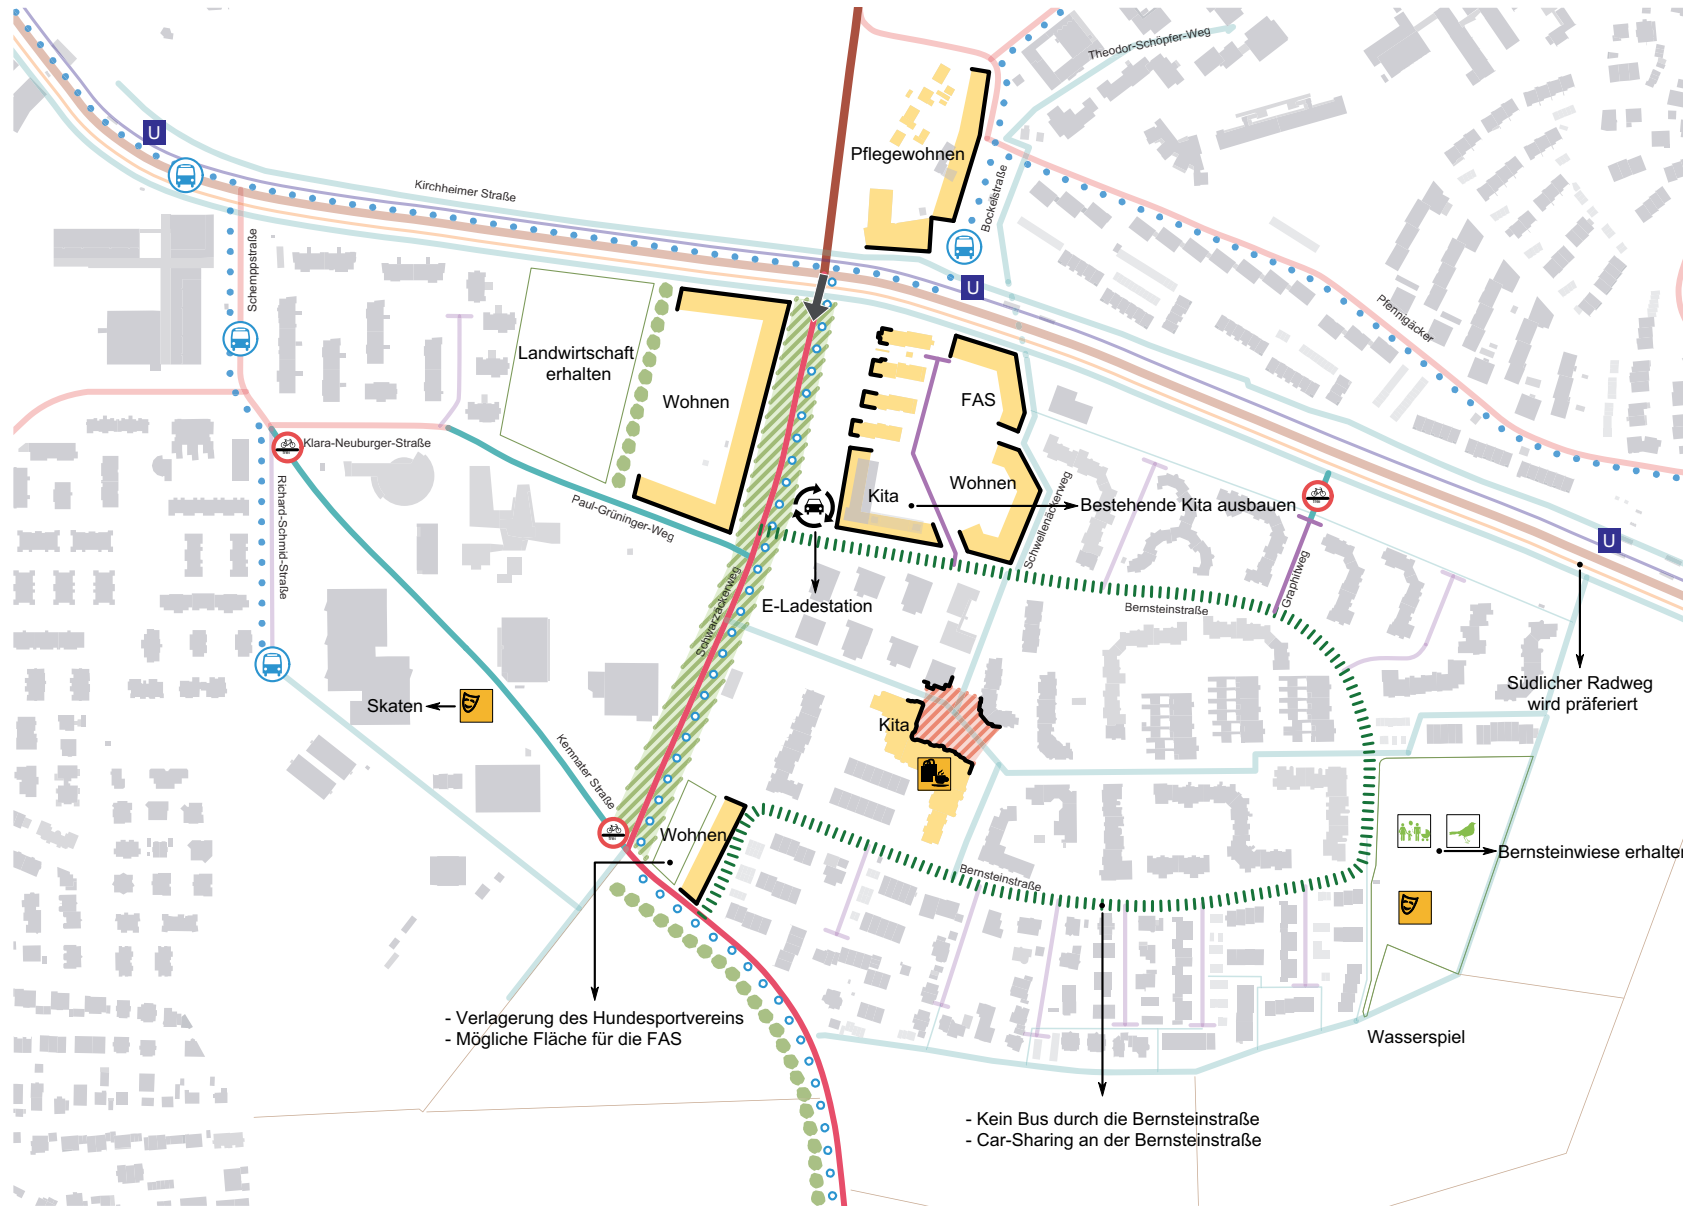 Theodor-Schöpfer-Weg
U
Pflegewohnen
Kirchheimer Straße
Bockelstraße
Schemppstraße
U
Pfennigäcker
Landwirtschaft
erhalten
Wohnen
FAS
Klara-Neuburger-Straße
Wohnen
Kita
Bestehende Kita ausbauen
Paul-Grüninger-Weg
Richard-Schmid-Straße
Schwellenäckerweg
U
Graphitweg
E-Ladestation
Bernsteinstraße
Schwarzäckerweg
Südlicher Radweg
wird präferiert
Skaten
Kita
Kemnater Straße
Wohnen
Bernsteinwiese erhalten
Bernsteinstraße
- Verlagerung des Hundesportvereins
- Mögliche Fläche für die FAS
Wasserspiel
- Kein Bus durch die Bernsteinstraße
- Car-Sharing an der Bernsteinstraße